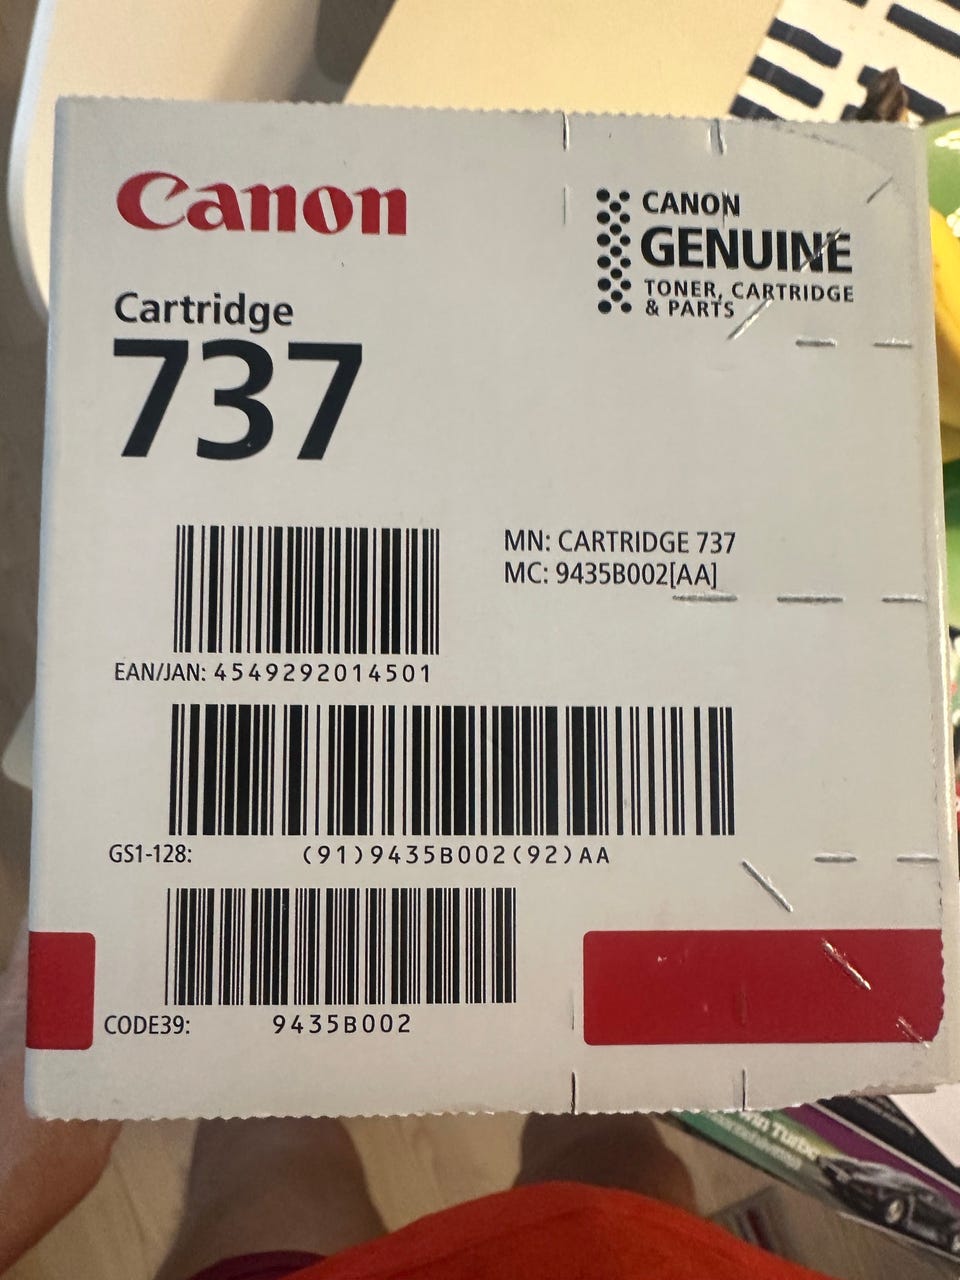 Canon
CANON
GENUINE
TONER, CARTRIDGE
& PARTS
Cartridge
737
MN: CARTRIDGE 737
MC: 9435B002[AA]
EAN/JAN: 4549292014501
GS1-128: (91)9435B002(92)AA
CODE39: 9435B002
Turbo